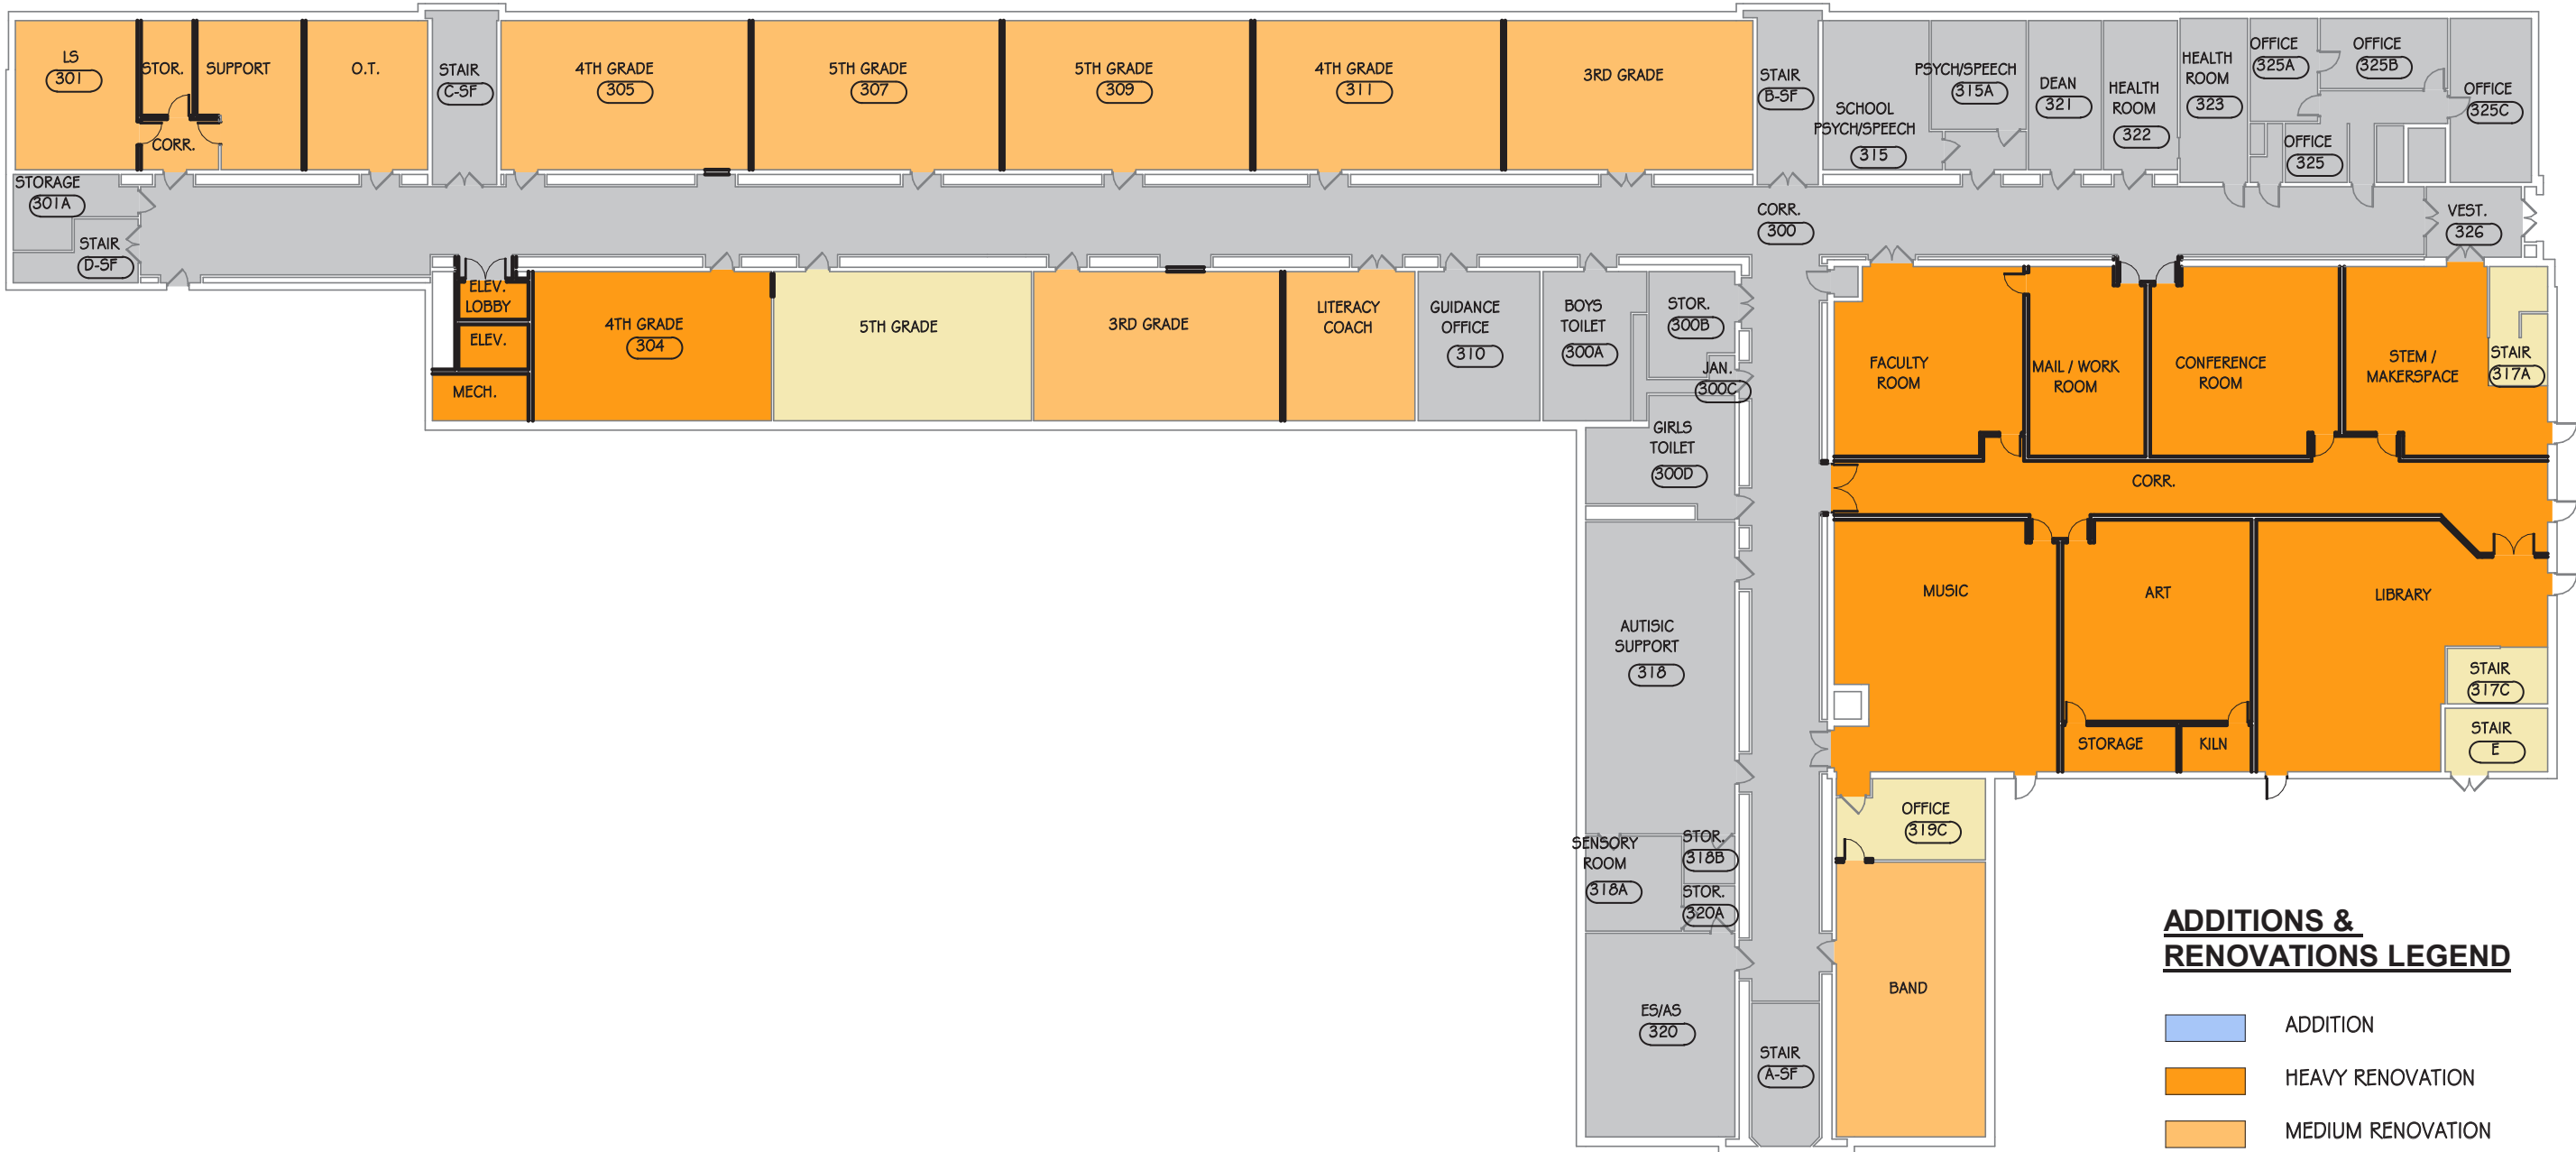 LS
301
STOR.
SUPPORT
CORR.
O.T.
STAIR
C-SF
4TH GRADE
305
5TH GRADE
307
5TH GRADE
309
4TH GRADE
311
3RD GRADE
STAIR
B-SF
SCHOOL
PSYCH/SPEECH
315
PSYCH/SPEECH
315A
DEAN
321
HEALTH
ROOM
322
HEALTH
ROOM
323
OFFICE
325A
OFFICE
325B
OFFICE
325C
OFFICE
325
STORAGE
301A
STAIR
D-SF
CORR.
300
VEST.
326
ELEV.
LOBBY
ELEV.
MECH.
4TH GRADE
304
5TH GRADE
3RD GRADE
LITERACY
COACH
GUIDANCE
OFFICE
310
BOYS
TOILET
300A
STOR.
300B
JAN.
300C
GIRLS
TOILET
300D
FACULTY
ROOM
MAIL / WORK
ROOM
CONFERENCE
ROOM
STEM /
MAKERSPACE
STAIR
317A
CORR.
MUSIC
ART
LIBRARY
AUTISIC
SUPPORT
318
STAIR
317C
STAIR
E
STORAGE
KILN
OFFICE
319C
SENSORY
ROOM
318A
STOR.
318B
STOR.
320A
BAND
ES/AS
320
STAIR
A-SF
ADDITIONS &
RENOVATIONS LEGEND
ADDITION
HEAVY RENOVATION
MEDIUM RENOVATION